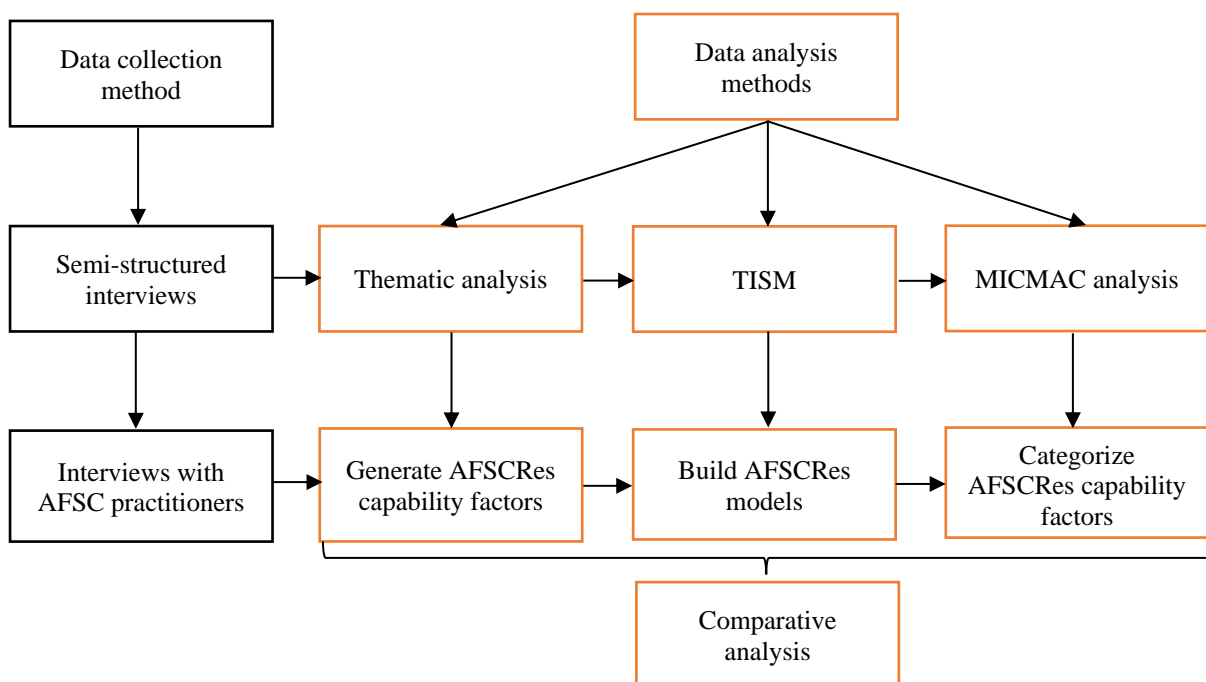 Data collection
method
Data analysis
methods
Semi-structured
interviews
Thematic analysis
TISM
MICMAC analysis
Interviews with
AFSC practitioners
Generate AFSCRes
capability factors
Build AFSCRes
models
Categorize
AFSCRes capability
factors
Comparative
analysis